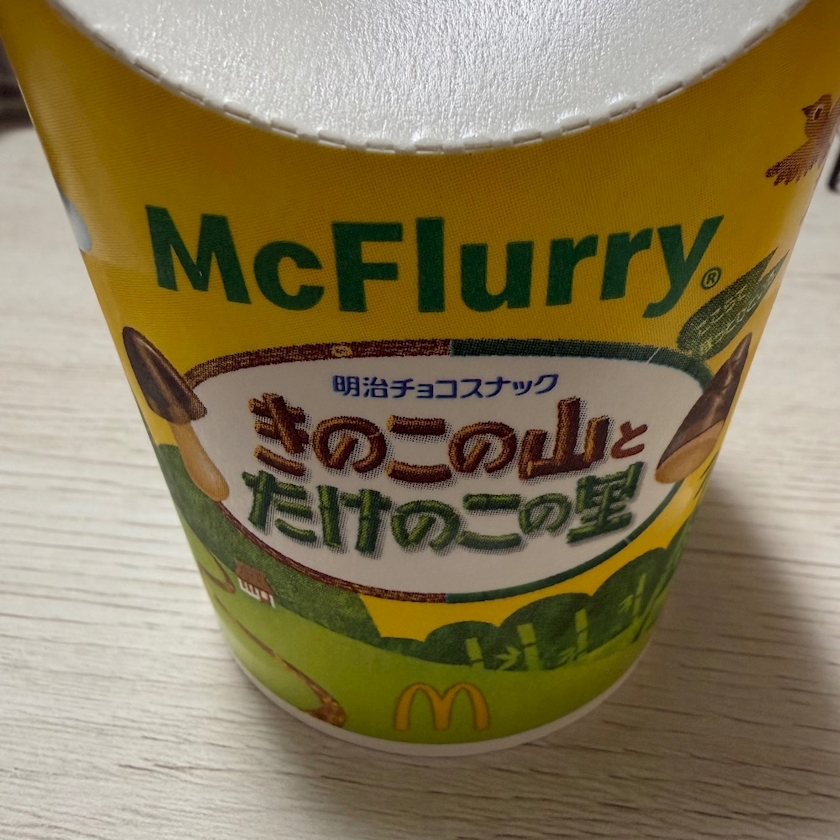 McFlurry®
明治チョコスナック
きのこの山と
たけのこの里